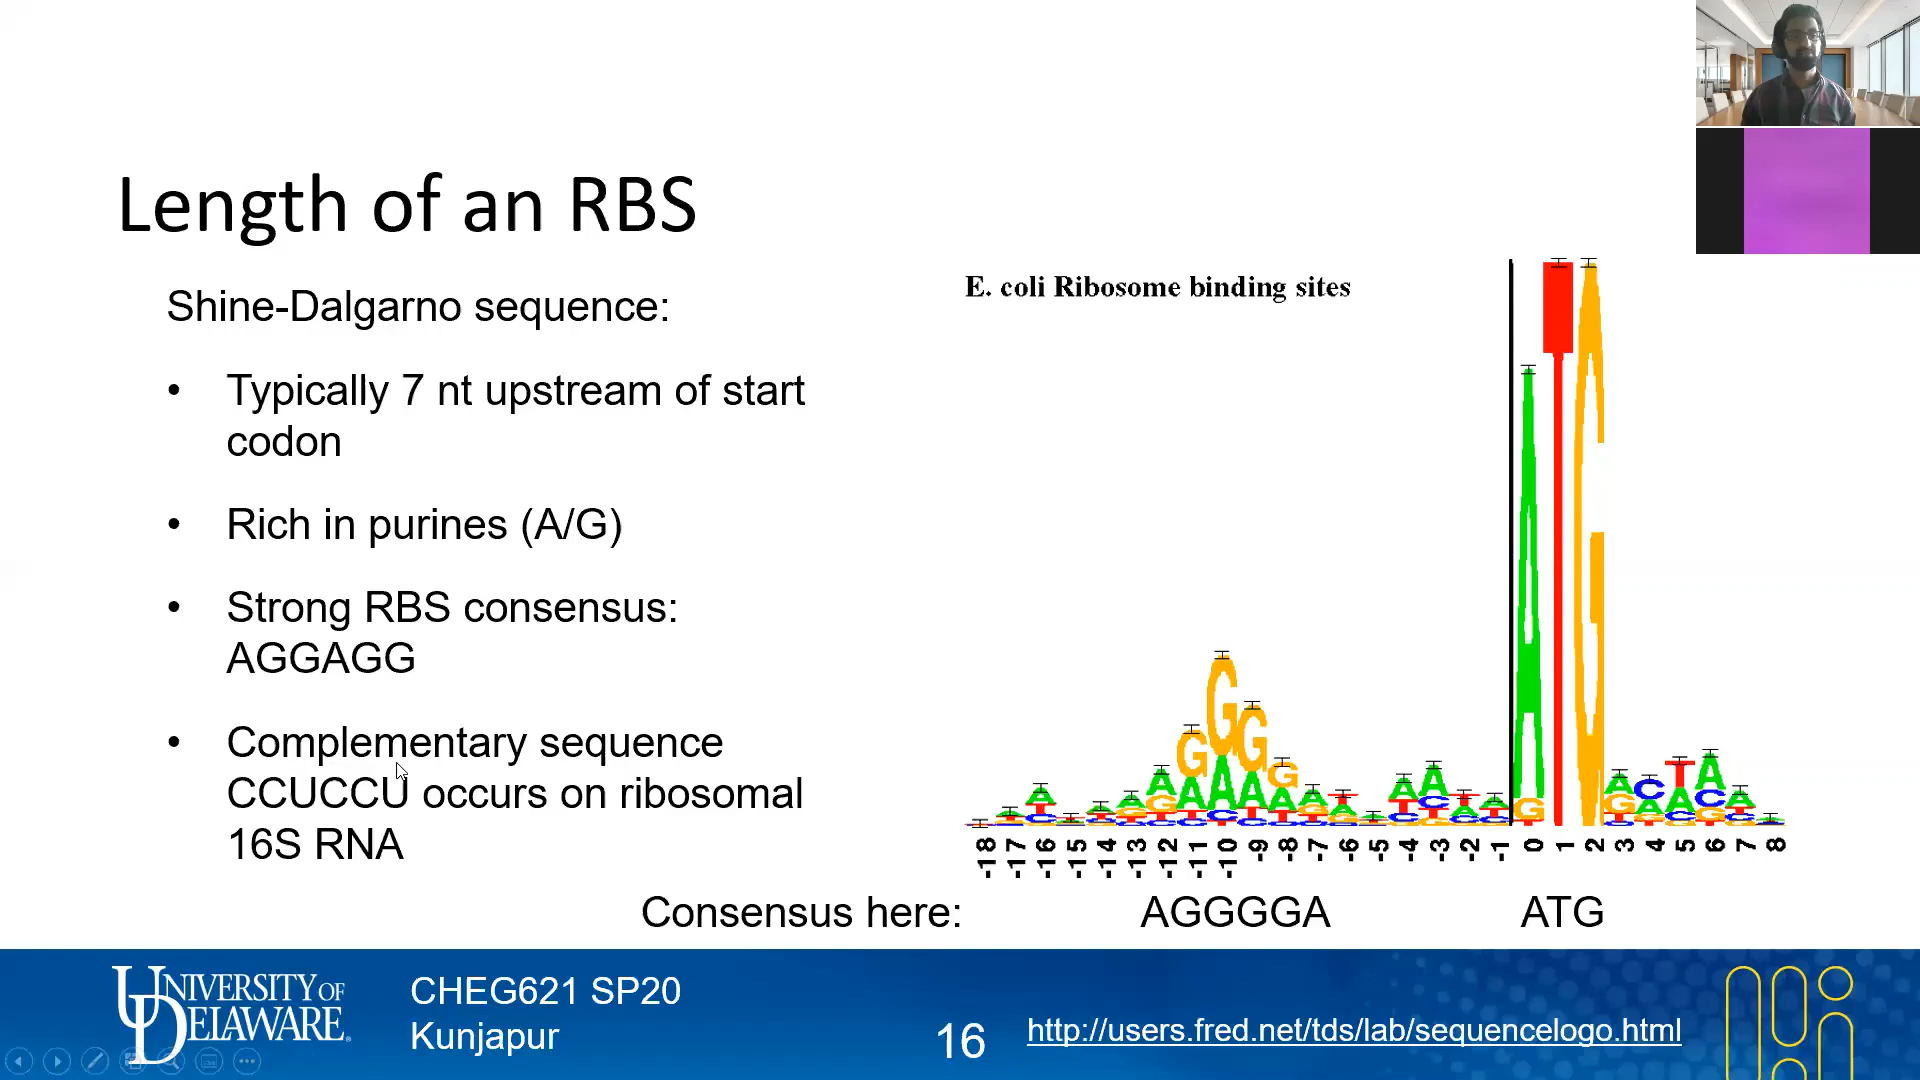 Length of an RBS
Shine-Dalgarno sequence:
• Typically 7 nt upstream of start
codon
• Rich in purines (A/G)
• Strong RBS consensus:
AGGAGG
• Complementary sequence
CCUCCU occurs on ribosomal
16S RNA
E. coli Ribosome binding sites
-18 -17 -16 -15 -14 -13 -12 -11 -10 -9 -8 -7 -6 -5 -4 -3 -2 -1 0 1 2 3 4 5 6 7 8
Consensus here: AGGGGA ATG
UNIVERSITY OF
DELAWARE.
CHEG621 SP20
Kunjapur
16
http://users.fred.net/tds/lab/sequencelogo.html